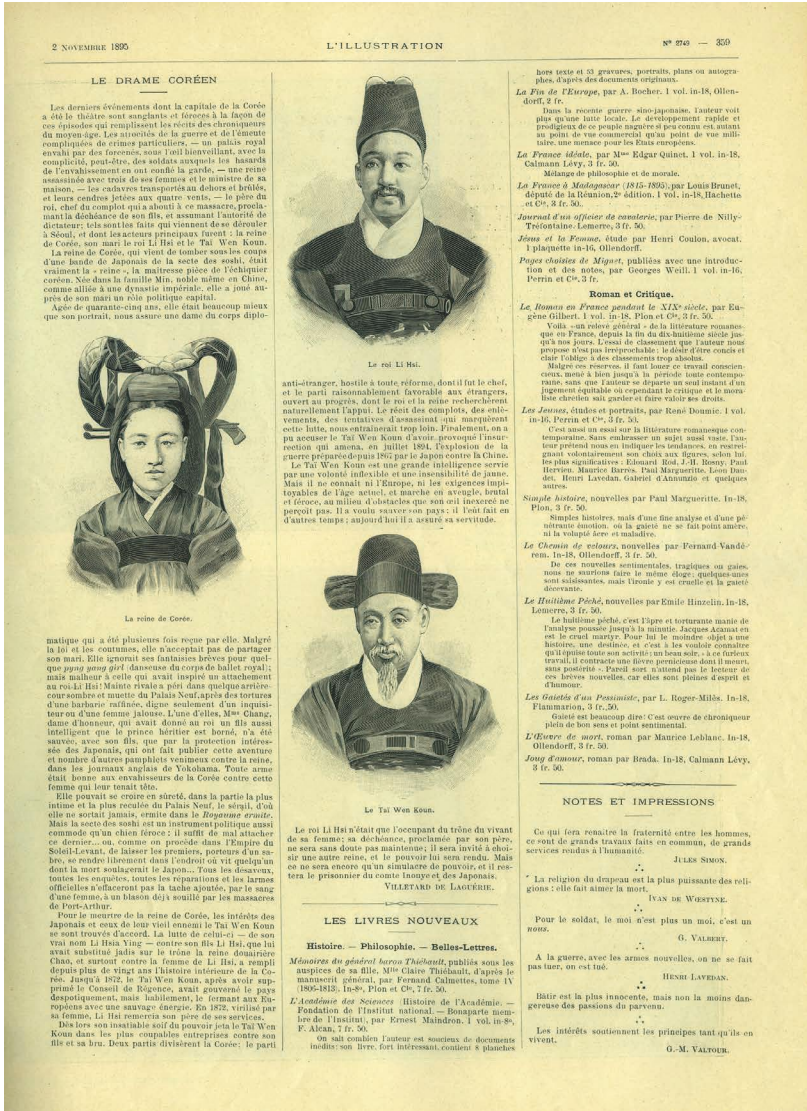 2 NOVEMBRE 1895
L'ILLUSTRATION
N° 2749 — 359
LE DRAME CORÉEN
Les derniers événements dont la capitale de la Corée
a été le théâtre sont sanglants et féroces à la façon de
ces épisodes qui remplissent les récits des chroniqueurs
du moyen-âge. Les atrocités de la guerre et de l'émeute
compliquées de crimes particuliers, — un palais royal
envahi par des forcenés, sous l'œil bienveillant, avec la
complicité, peut-être, des soldats auxquels les hasards
de l'envahissement en ont confié la garde, — une reine
assassinée avec trois de ses femmes et le ministre de sa
maison, — les cadavres transportés au dehors et brûlés,
et leurs cendres jetées aux quatre vents, — le père du
roi, chef du complot qui a abouti à ce massacre, procla-
mant la déchéance de son fils, et assumant l'autorité de
dictateur; tels sont les faits qui viennent de se dérouler
à Séoul, et dont les acteurs principaux furent : la reine
de Corée, son mari le roi Li Hsi et le Taï Wen Koun.
La reine de Corée, qui vient de tomber sous les coups
d'une bande de Japonais de la secte des soshi, était
vraiment la « reine », la maîtresse pièce de l'échiquier
coréen. Née dans la famille Min, noble même en Chine,
comme alliée à une dynastie impériale, elle a joué au-
près de son mari un rôle politique capital.
Agée de quarante-cinq ans, elle était beaucoup mieux
que son portrait, nous assure une dame du corps diplo-
La reine de Corée.
matique qui a été plusieurs fois reçue par elle. Malgré
la loi et les coutumes, elle n'acceptait pas de partager
son mari. Elle ignorait ses fantaisies brèves pour quel-
que pyng yang girl (danseuse du corps de ballet royal);
mais malheur à celle qui avait inspiré un attachement
au roi Li Hsi! Mainte rivale a péri dans quelque arrière-
cour sombre et muette du Palais Neuf, après des tortures
d'une barbarie raffinée, digne seulement d'un inquisi-
teur ou d'une femme jalouse. L'une d'elles, Mme Chang,
dame d'honneur, qui avait donné au roi un fils aussi
intelligent que le prince héritier est borné, n'a été
sauvée, avec son fils, que par la protection intéres-
sée des Japonais, qui ont fait publier cette aventure
et nombre d'autres pamphlets venimeux contre la reine,
dans les journaux anglais de Yokohama. Toute arme
était bonne aux envahisseurs de la Corée contre cette
femme qui leur tenait tête.
Elle pouvait se croire en sûreté, dans la partie la plus
intime et la plus reculée du Palais Neuf, le séraïl, d'où
elle ne sortait jamais, ermite dans le Royaume ermite.
Mais la secte des soshi est un instrument politique aussi
commode qu'un chien féroce : il suffit de mal attacher
ce dernier... ou, comme on procède dans l'Empire du
Soleil-Levant, de laisser les premiers, porteurs d'un sa-
bre, se rendre librement dans l'endroit où vit quelqu'un
dont la mort soulagerait le Japon... Tous les désaveux,
toutes les enquêtes, toutes les réparations et les larmes
officielles n'effaceront pas la tache ajoutée, par le sang
d'une femme, à un blason déjà souillé par les massacres
de Port-Arthur.
Pour le meurtre de la reine de Corée, les intérêts des
Japonais et ceux de leur vieil ennemi le Taï Wen Koun
se sont trouvés d'accord. La lutte de celui-ci — de son
vrai nom Li Hsia Ying — contre son fils Li Hsi, que lui
avait substitué jadis sur le trône la reine douairière
Chao, et surtout contre la femme de Li Hsi, a rempli
depuis plus de vingt ans l'histoire intérieure de la Co-
rée. Jusqu'à 1872, le Taï Wen Koun, après avoir sup-
primé le Conseil de Régence, avait gouverné le pays
despotiquement, mais habilement, le fermant aux Eu-
ropéens avec une sauvage énergie. En 1872, virilisé par
sa femme, Li Hsi remercia son père de ses services.
Dès lors son insatiable soif du pouvoir jeta le Taï Wen
Koun dans les plus coupables entreprises contre son
fils et sa bru. Deux partis divisèrent la Corée: le parti
Le roi Li Hsi.
anti-étranger, hostile à toute réforme, dont il fut le chef,
et le parti raisonnablement favorable aux étrangers,
ouvert au progrès, dont le roi et la reine recherchèrent
naturellement l'appui. Le récit des complots, des enlè-
vements, des tentatives d'assassinat qui marquèrent
cette lutte, nous entraînerait trop loin. Finalement, on a
pu accuser le Taï Wen Koun d'avoir provoqué l'insur-
rection qui amena, en juillet 1894, l'explosion de la
guerre préparée depuis 1867 par le Japon contre la Chine.
Le Taï Wen Koun est une grande intelligence servie
par une volonté inflexible et une insensibilité de jaune.
Mais il ne connaît ni l'Europe, ni les exigences impi-
toyables de l'âge actuel, et marche en aveugle, brutal
et féroce, au milieu d'obstacles que son œil inexercé ne
perçoit pas. Il a voulu sauver son pays ; il l'eût fait en
d'autres temps ; aujourd'hui il a assuré sa servitude.
Le Taï Wen Koun.
Le roi Li Hsi n'était que l'occupant du trône du vivant
de sa femme; sa déchéance, proclamée par son père,
ne sera sans doute pas maintenue; il sera invité à choi-
sir une autre reine, et le pouvoir lui sera rendu. Mais
ce ne sera encore qu'un simulacre de pouvoir, et il res-
tera le prisonnier du comte Inouye et des Japonais.
VILLETARD DE LAGUÉRIE.
LES LIVRES NOUVEAUX
Histoire. — Philosophie. — Belles-Lettres.
Mémoires du général baron Thiébault, publiés sous les
auspices de sa fille, Mlle Claire Thiébault, d'après le
manuscrit général, par Fernand Calmettes, tome IV
(1806-1813). In-8°, Plon et Cie, 7 fr. 50.
L'Académie des Sciences : Histoire de l'Académie. —
Fondation de l'Institut national. — Bonaparte mem-
bre de l'Institut, par Ernest Maindron. 1 vol. in-8°,
F. Alcan, 7 fr. 50.
On sait combien l'auteur est soucieux de documents
inédits; son livre, fort intéressant, contient 8 planches
hors texte et 53 gravures, portraits, plans ou autogra-
phes, d'après des documents originaux.
La Fin de l'Europe, par A. Bocher. 1 vol. in-18, Ollen-
dorff, 2 fr.
Dans la récente guerre sino-japonaise, l'auteur voit
plus qu'une lutte locale. Le développement rapide et
prodigieux de ce peuple naguère si peu connu est, autant
au point de vue commercial qu'au point de vue mili-
taire, une menace pour les Etats européens.
La France idéale, par Mme Edgar Quinet. 1 vol. in-18,
Calmann Lévy, 3 fr. 50.
Mélange de philosophie et de morale.
La France à Madagascar (1815-1895), par Louis Brunet,
député de la Réunion, 2e édition. 1 vol. in-18, Hachette
et Cie, 3 fr. 50.
Journal d'un officier de cavalerie, par Pierre de Nilly-
Tréfontaine. Lemerre, 3 fr. 50.
Jésus et la Femme, étude par Henri Coulon, avocat.
1 plaquette in-16, Ollendorff.
Pages choisies de Mignet, publiées avec une introduc-
tion et des notes, par Georges Weill. 1 vol. in-16,
Perrin et Cie, 3 fr.
Roman et Critique.
Le Roman en France pendant le XIXe siècle, par Eu-
gène Gilbert. 1 vol. in-18, Plon et Cie, 3 fr. 50.
Voilà « un relevé général » de la littérature romanes-
que en France, depuis la fin du dix-huitième siècle jus-
qu'à nos jours. L'essai de classement que l'auteur nous
propose n'est pas irréprochable : le désir d'être concis et
clair l'oblige à des classements trop absolus.
Malgré ces réserves, il faut louer ce travail conscien-
cieux, mené à bien jusqu'à la période toute contempo-
raine, sans que l'auteur se départe un seul instant d'un
jugement équitable où cependant le critique et le mora-
liste chrétien sait garder et faire valoir ses droits.
Les Jeunes, études et portraits, par René Doumic. 1 vol.
in-16, Perrin et Cie, 3 fr. 50.
C'est aussi un essai sur la littérature romanesque con-
temporaine. Sans embrasser un sujet aussi vaste, l'au-
teur prétend nous en indiquer les tendances, en restrei-
gnant volontairement son choix aux figures, selon lui,
les plus significatives : Edouard Rod, J.-H. Rosny, Paul
Hervieu, Maurice Barrès, Paul Margueritte, Léon Dau-
det, Henri Lavedan, Gabriel d'Annunzio et quelques
autres.
Simple histoire, nouvelles par Paul Margueritte. In-18,
Plon, 3 fr. 50.
Simples histoires, mais d'une fine analyse et d'une pé-
nétrante émotion, où la gaieté ne se fait point amère,
ni la volupté âcre et maladive.
Le Chemin de velours, nouvelles par Fernand Vandé-
rem. In-18, Ollendorff, 3 fr. 50.
De ces nouvelles sentimentales, tragiques ou gaies,
nous ne saurions faire le même éloge; quelques-unes
sont saisissantes, mais l'ironie y est cruelle et la gaieté
décevante.
Le Huitième Péché, nouvelles par Emile Hinzelin. In-18,
Lemerre, 3 fr. 50.
Le huitième péché, c'est l'âpre et torturante manie de
l'analyse poussée jusqu'à la minutie. Jacques Acamat en
est le cruel martyr. Pour lui le moindre objet a une
histoire, une destinée, et c'est à les vouloir connaître
qu'il épuise toute son activité; un beau soir, « à ce furieux
travail, il contracte une fièvre pernicieuse dont il meurt,
sans postérité ». Pareil sort n'attend pas le lecteur de
ces brèves nouvelles, car elles sont pleines d'esprit et
d'humour.
Les Gaietés d'un Pessimiste, par L. Roger-Milès. In-18,
Flammarion, 3 fr. 50.
Gaieté est beaucoup dire! C'est œuvre de chroniqueur
plein de bon sens et point sentimental.
L'Œuvre de mort, roman par Maurice Leblanc. In-18,
Ollendorff, 3 fr. 50.
Joug d'amour, roman par Brada. In-18, Calmann Lévy,
3 fr. 50.
NOTES ET IMPRESSIONS
Ce qui fera renaître la fraternité entre les hommes,
ce sont de grands travaux faits en commun, de grands
services rendus à l'humanité.
JULES SIMON.
La religion du drapeau est la plus puissante des reli-
gions : elle fait aimer la mort.
IVAN DE WŒSTYNE.
Pour le soldat, le moi n'est plus un moi, c'est un
nous.
G. VALBERT.
A la guerre, avec les armes nouvelles, on ne se fait
pas tuer, on est tué.
HENRI LAVEDAN.
Bâtir est la plus innocente, mais non la moins dan-
gereuse des passions du parvenu.
Les intérêts soutiennent les principes tant qu'ils en
vivent.
G.-M. VALTOUR.